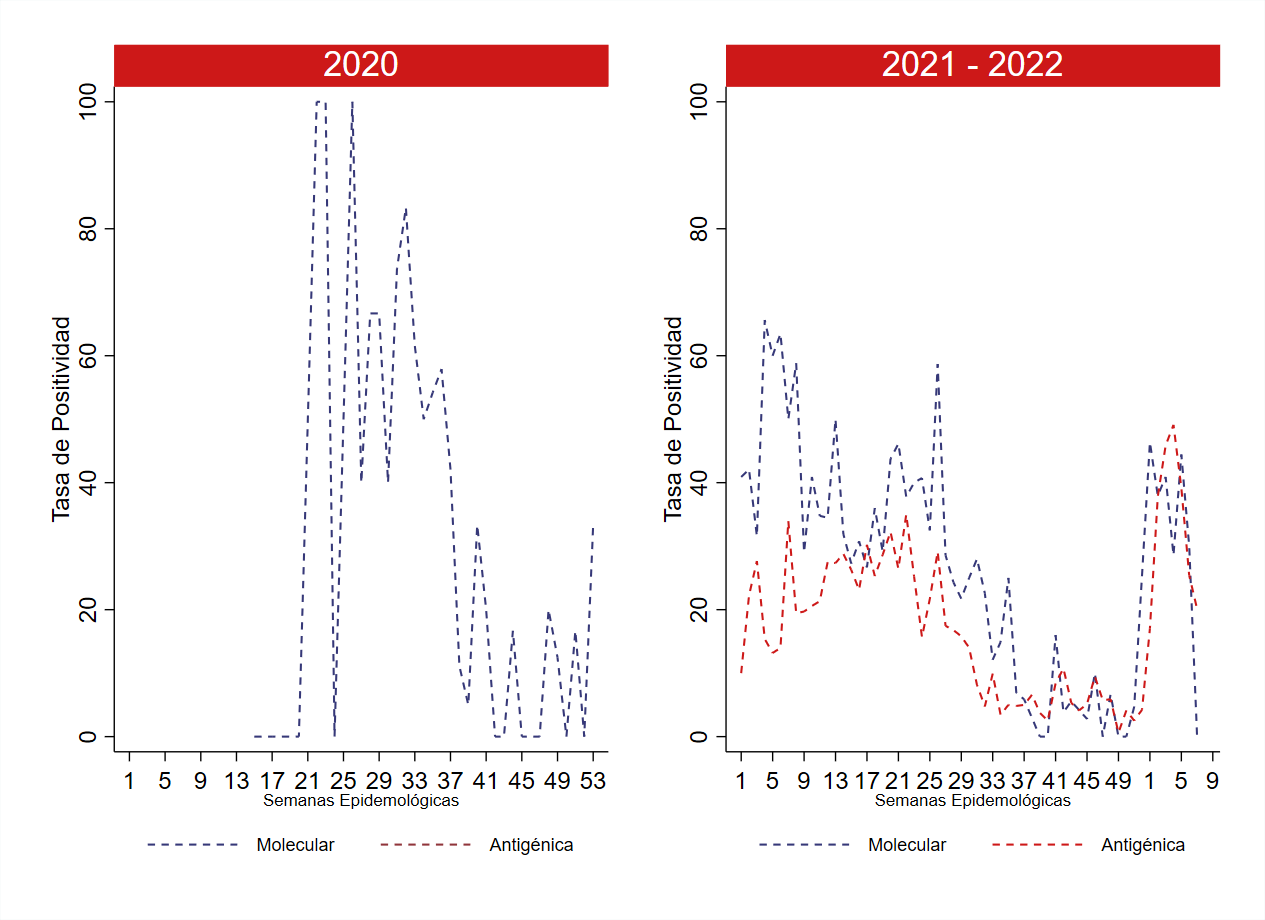 2020
Tasa de Positividad
100
80
60
40
20
0
1 5 9 13 17 21 25 29 33 37 41 45 49 53
Semanas Epidemológicas
Molecular Antigénica
2021 - 2022
Tasa de Positividad
100
80
60
40
20
0
1 5 9 13 17 21 25 29 33 37 41 45 49 1 5 9
Semanas Epidemológicas
Molecular Antigénica